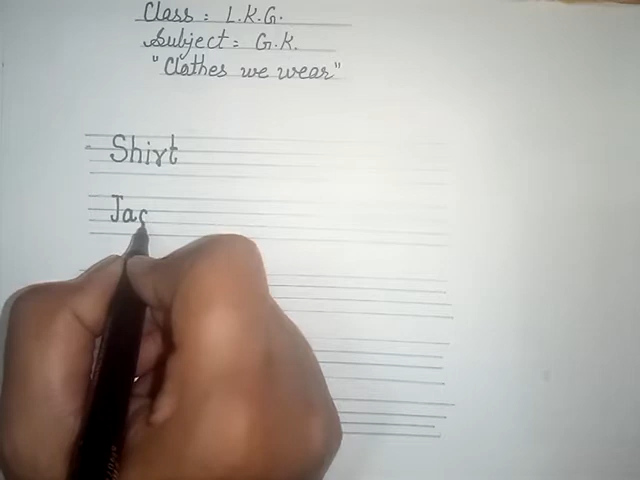 Class : L.K.G.
Subject = G.K.
"Clothes we wear"
Shirt
Jac